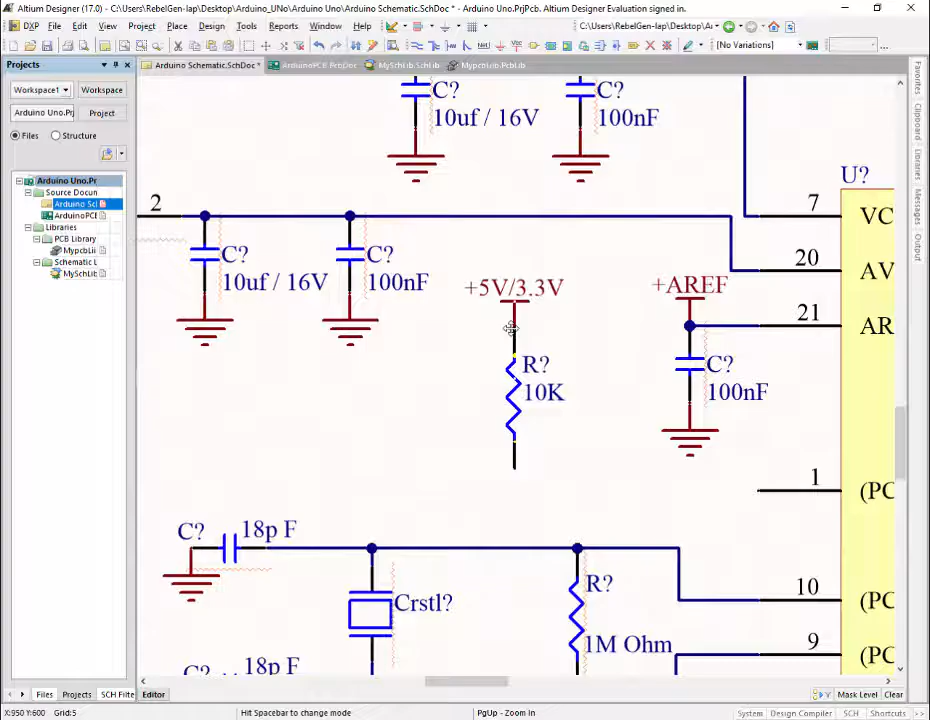 Altium Designer (17.0) - C:\Users\RebelGen-lap\Desktop\Arduino_UNo\Arduino Uno\Arduino Schematic.SchDoc * - Arduino Uno.PrjPcb. Altium Designer Evaluation signed in.
DXP File Edit View Project Place Design Tools Simulate Reports Window Help C:\Users\RebelGen-lap\Desktop\A
[No Variations]
Projects
Arduino Schematic.SchDoc * ArduinoPCB.PcbDoc MySchLib.SchLib MypcbLib.PcbLib
Workspace1 Workspace
Arduino Uno.Prj Project
Files Structure
Arduino Uno.Pr
Source Docun
Arduino Scl
ArduinoPCE
Libraries
PCB Library
Mypcbli
Schematic L
MySchLib
Favorites
Clipboard
Libraries
Messages
Output
C?
10uf / 16V
C?
100nF
U?
2
7
VC
C?
10uf / 16V
C?
100nF
20
AV
+5V/3.3V
+AREF
21
AR
R?
10K
C?
100nF
1
(PC
C?
18p F
10
(PC
Crstl?
R?
1M Ohm
9
(PC
C?
18p F
Files Projects SCH Filte Editor Mask Level Clear
X:950 Y:600 Grid:5 Hit Spacebar to change mode PgUp - Zoom In System Design Compiler SCH Shortcuts >>